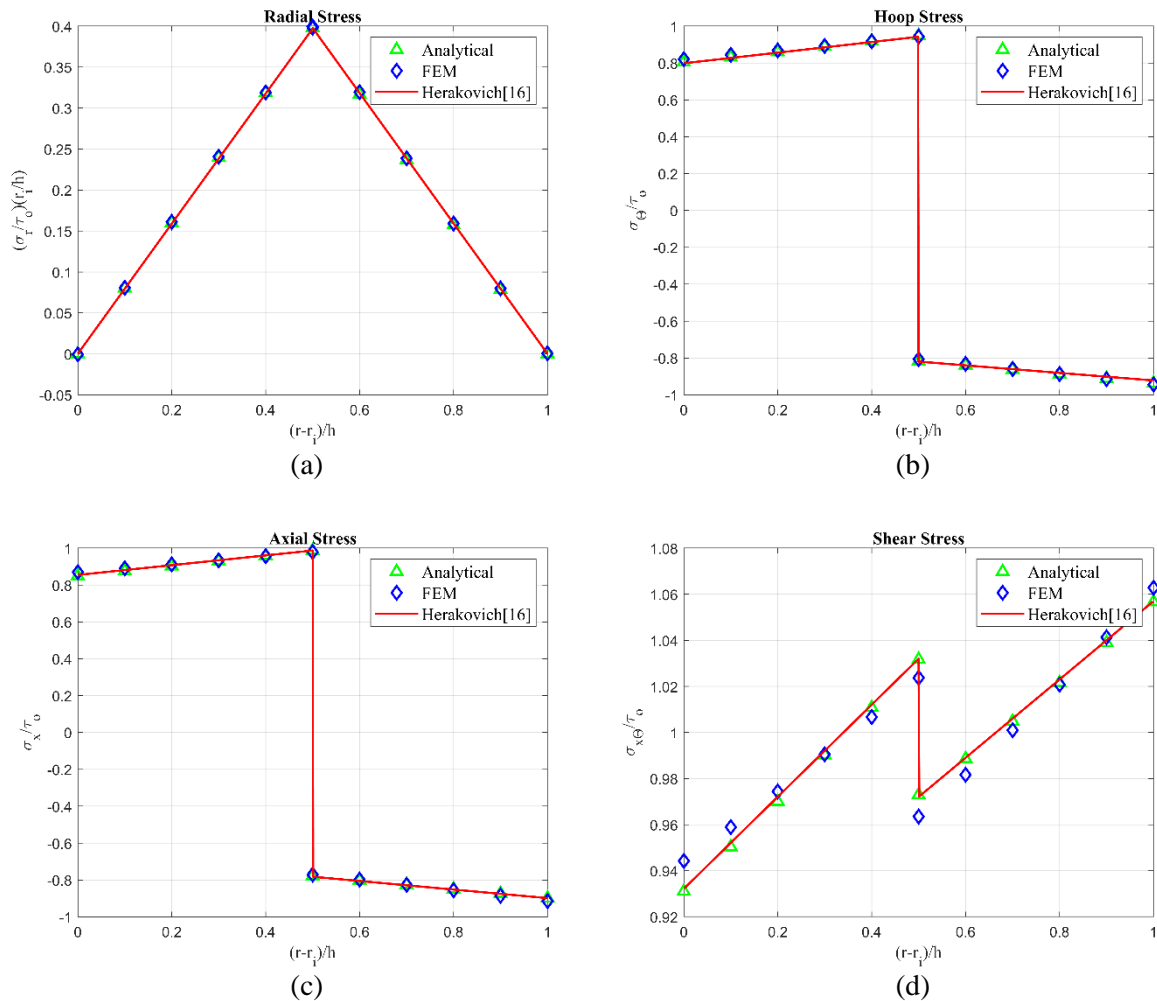 Radial Stress
0.4
0.35
0.3
0.25
0.2
0.15
0.1
0.05
0
-0.05
(σr/τo)(ri/h)
Analytical
FEM
Herakovich[16]
0 0.2 0.4 0.6 0.8 1
(r-ri)/h
(a)
Hoop Stress
1
0.8
0.6
0.4
0.2
0
-0.2
-0.4
-0.6
-0.8
-1
σΘ/τo
Analytical
FEM
Herakovich[16]
0 0.2 0.4 0.6 0.8 1
(r-ri)/h
(b)
Axial Stress
1
0.8
0.6
0.4
0.2
0
-0.2
-0.4
-0.6
-0.8
-1
σx/τo
Analytical
FEM
Herakovich[16]
0 0.2 0.4 0.6 0.8 1
(r-ri)/h
(c)
Shear Stress
1.08
1.06
1.04
1.02
1
0.98
0.96
0.94
0.92
σxΘ/τo
Analytical
FEM
Herakovich[16]
0 0.2 0.4 0.6 0.8 1
(r-ri)/h
(d)